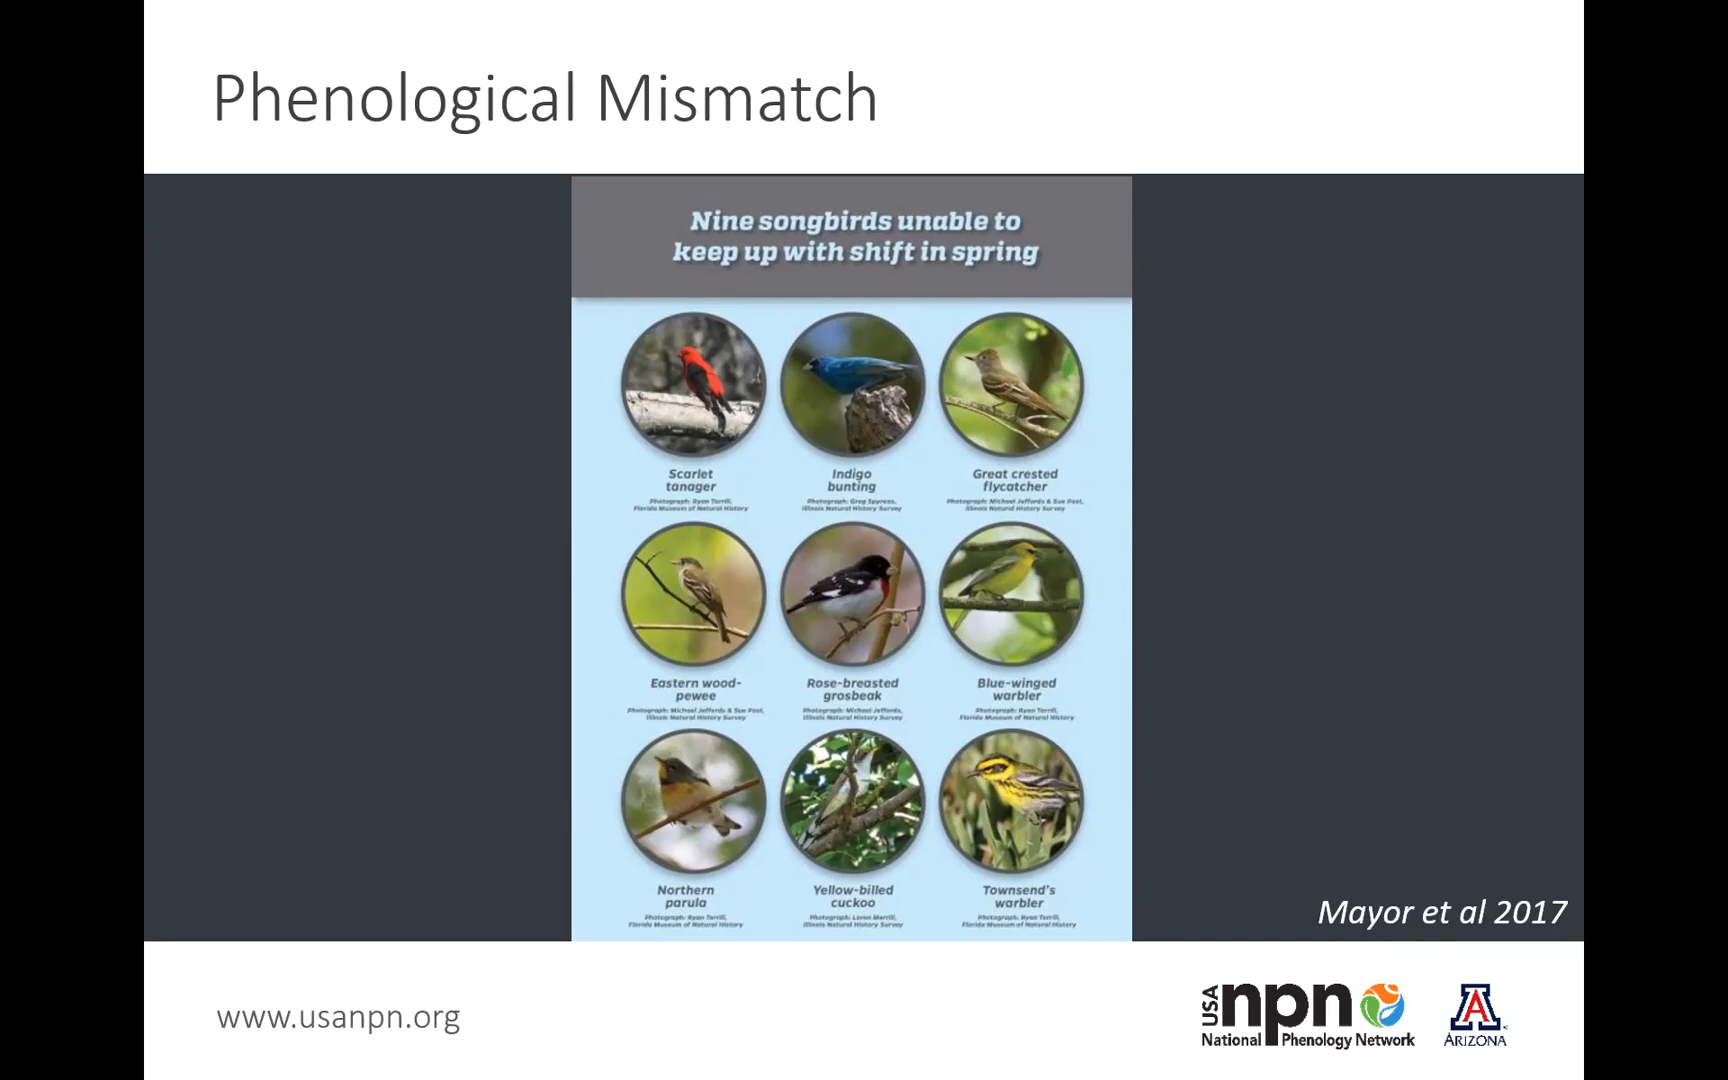 Phenological Mismatch
Nine songbirds unable to
keep up with shift in spring
Scarlet
tanager
Photograph: Ryan Terrill,
Florida Museum of Natural History
Indigo
bunting
Photograph: Greg Spyreas,
Illinois Natural History Survey
Great crested
flycatcher
Photograph: Michael Jeffords & Sue Post,
Illinois Natural History Survey
Eastern wood-
pewee
Photograph: Michael Jeffords & Sue Post,
Illinois Natural History Survey
Rose-breasted
grosbeak
Photograph: Michael Jeffords,
Illinois Natural History Survey
Blue-winged
warbler
Photograph: Ryan Terrill,
Florida Museum of Natural History
Northern
parula
Photograph: Ryan Terrill,
Florida Museum of Natural History
Yellow-billed
cuckoo
Photograph: Loren Merrill,
Illinois Natural History Survey
Townsend's
warbler
Photograph: Ryan Terrill,
Florida Museum of Natural History
Mayor et al 2017
www.usanpn.org
USA npn
National Phenology Network
A
ARIZONA